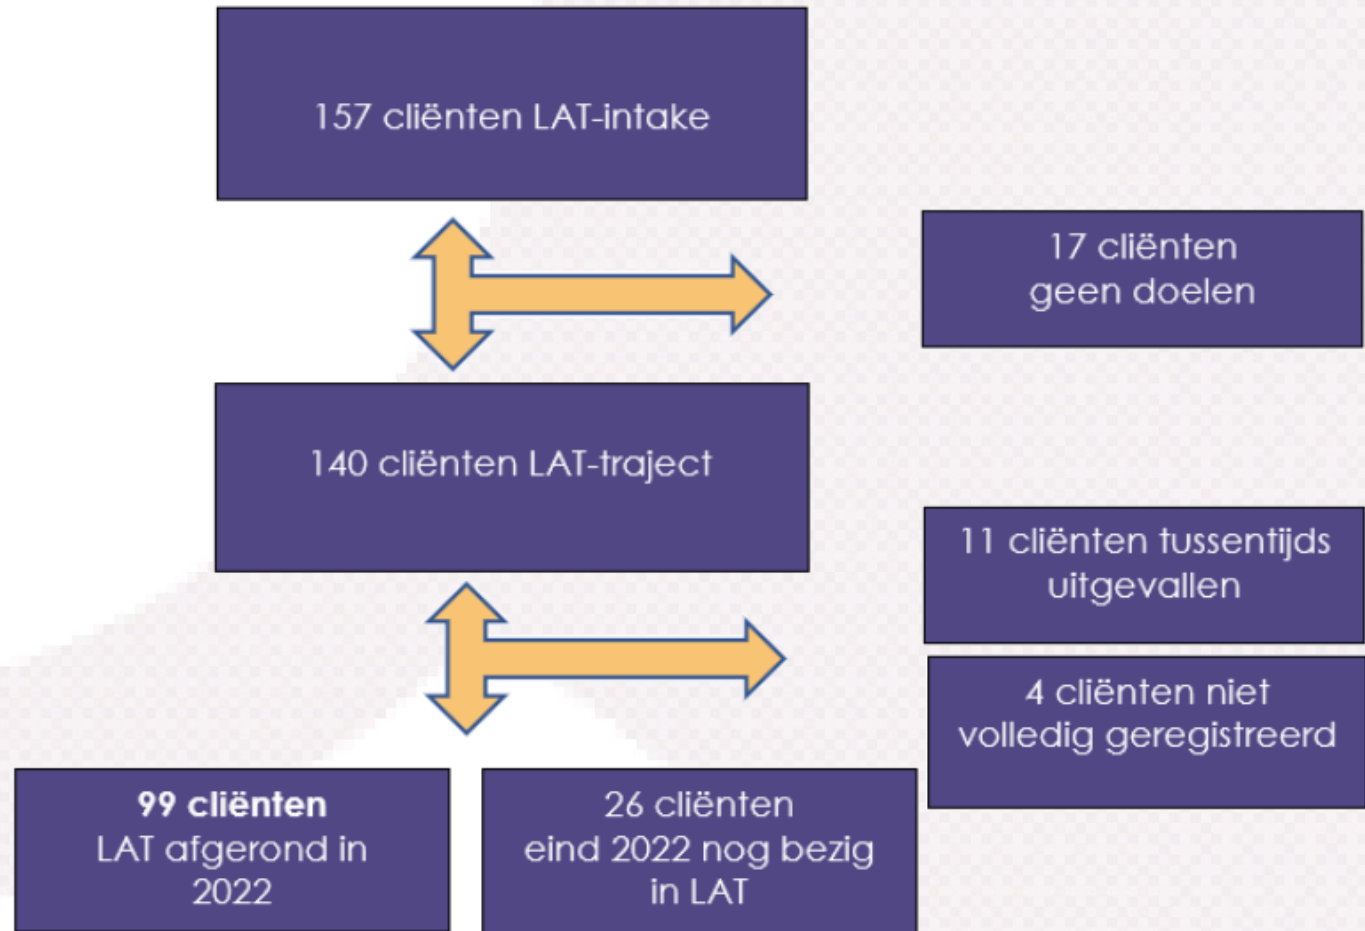 157 cliënten LAT-intake
17 cliënten
geen doelen
140 cliënten LAT-traject
11 cliënten tussentijds
uitgevallen
4 cliënten niet
volledig geregistreerd
99 cliënten
LAT afgerond in
2022
26 cliënten
eind 2022 nog bezig
in LAT